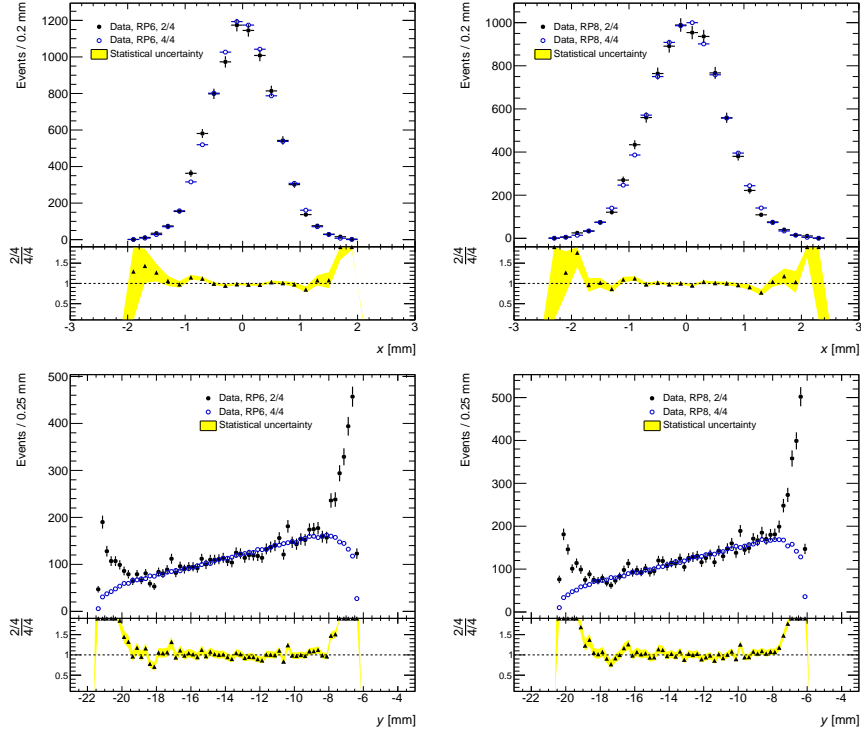 Events / 0.2 mm
1200
1000
800
600
400
200
0
Data, RP6, 2/4
Data, RP6, 4/4
Statistical uncertainty
2/4
4/4
1.5
1
0.5
-3 -2 -1 0 1 2 3
x [mm]
Events / 0.2 mm
1000
800
600
400
200
0
Data, RP8, 2/4
Data, RP8, 4/4
Statistical uncertainty
2/4
4/4
1.5
1
0.5
-3 -2 -1 0 1 2 3
x [mm]
Events / 0.25 mm
500
400
300
200
100
0
Data, RP6, 2/4
Data, RP6, 4/4
Statistical uncertainty
2/4
4/4
1.5
1
0.5
-22 -20 -18 -16 -14 -12 -10 -8 -6 -4
y [mm]
Events / 0.25 mm
500
400
300
200
100
0
Data, RP8, 2/4
Data, RP8, 4/4
Statistical uncertainty
2/4
4/4
1.5
1
0.5
-22 -20 -18 -16 -14 -12 -10 -8 -6 -4
y [mm]